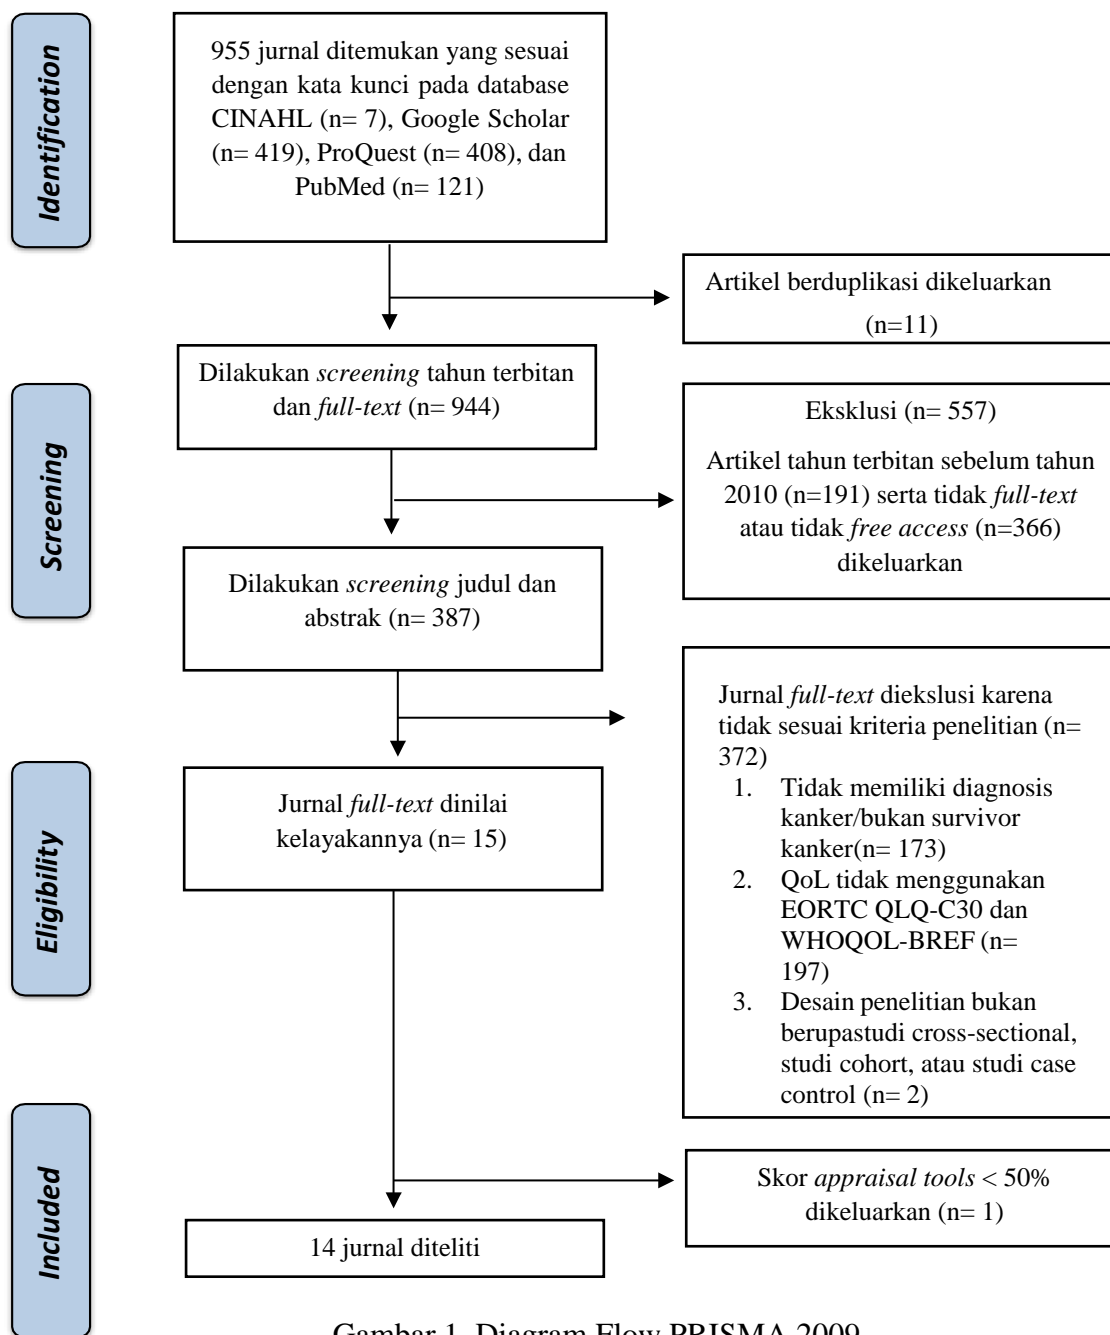 Identification
955 jurnal ditemukan yang sesuai
dengan kata kunci pada database
CINAHL (n= 7), Google Scholar
(n= 419), ProQuest (n= 408), dan
PubMed (n= 121)
Artikel berduplikasi dikeluarkan
(n=11)
Screening
Dilakukan screening tahun terbitan
dan full-text (n= 944)
Eksklusi (n= 557)
Artikel tahun terbitan sebelum tahun
2010 (n=191) serta tidak full-text
atau tidak free access (n=366)
dikeluarkan
Dilakukan screening judul dan
abstrak (n= 387)
Eligibility
Jurnal full-text dinilai
kelayakannya (n= 15)
Jurnal full-text diekslusi karena
tidak sesuai kriteria penelitian (n=
372)
1. Tidak memiliki diagnosis
kanker/bukan survivor
kanker(n= 173)
2. QoL tidak menggunakan
EORTC QLQ-C30 dan
WHOQOL-BREF (n=
197)
3. Desain penelitian bukan
berupastudi cross-sectional,
studi cohort, atau studi case
control (n= 2)
Included
Skor appraisal tools < 50%
dikeluarkan (n= 1)
14 jurnal diteliti
Gambar 1. Diagram Flow PRISMA 2009